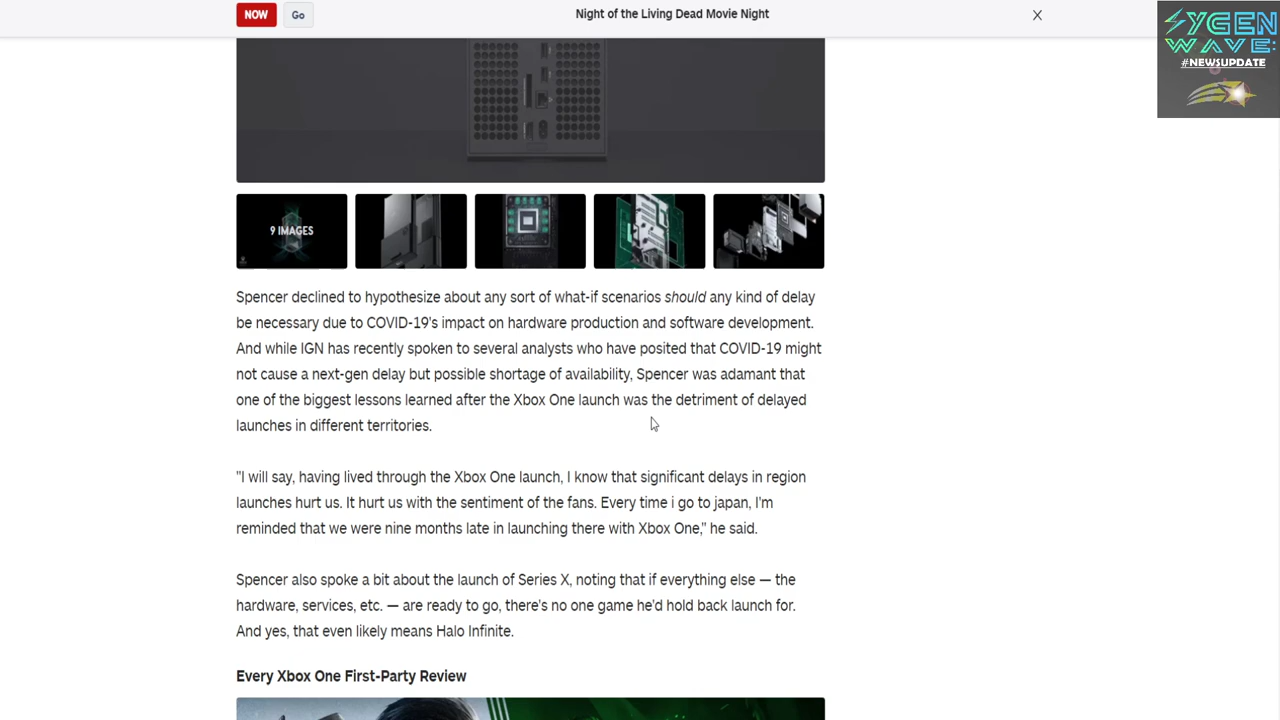 NOW
Go
Night of the Living Dead Movie Night
X
SYGEN
WAVE:
#NEWSUPDATE
9 IMAGES
Spencer declined to hypothesize about any sort of what-if scenarios should any kind of delay
be necessary due to COVID-19's impact on hardware production and software development.
And while IGN has recently spoken to several analysts who have posited that COVID-19 might
not cause a next-gen delay but possible shortage of availability, Spencer was adamant that
one of the biggest lessons learned after the Xbox One launch was the detriment of delayed
launches in different territories.
"I will say, having lived through the Xbox One launch, I know that significant delays in region
launches hurt us. It hurt us with the sentiment of the fans. Every time i go to japan, I'm
reminded that we were nine months late in launching there with Xbox One," he said.
Spencer also spoke a bit about the launch of Series X, noting that if everything else — the
hardware, services, etc. — are ready to go, there's no one game he'd hold back launch for.
And yes, that even likely means Halo Infinite.
Every Xbox One First-Party Review